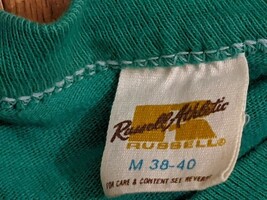 Russell Athletic
RUSSELL®
M 38-40
FOR CARE & CONTENT SEE REVERSE